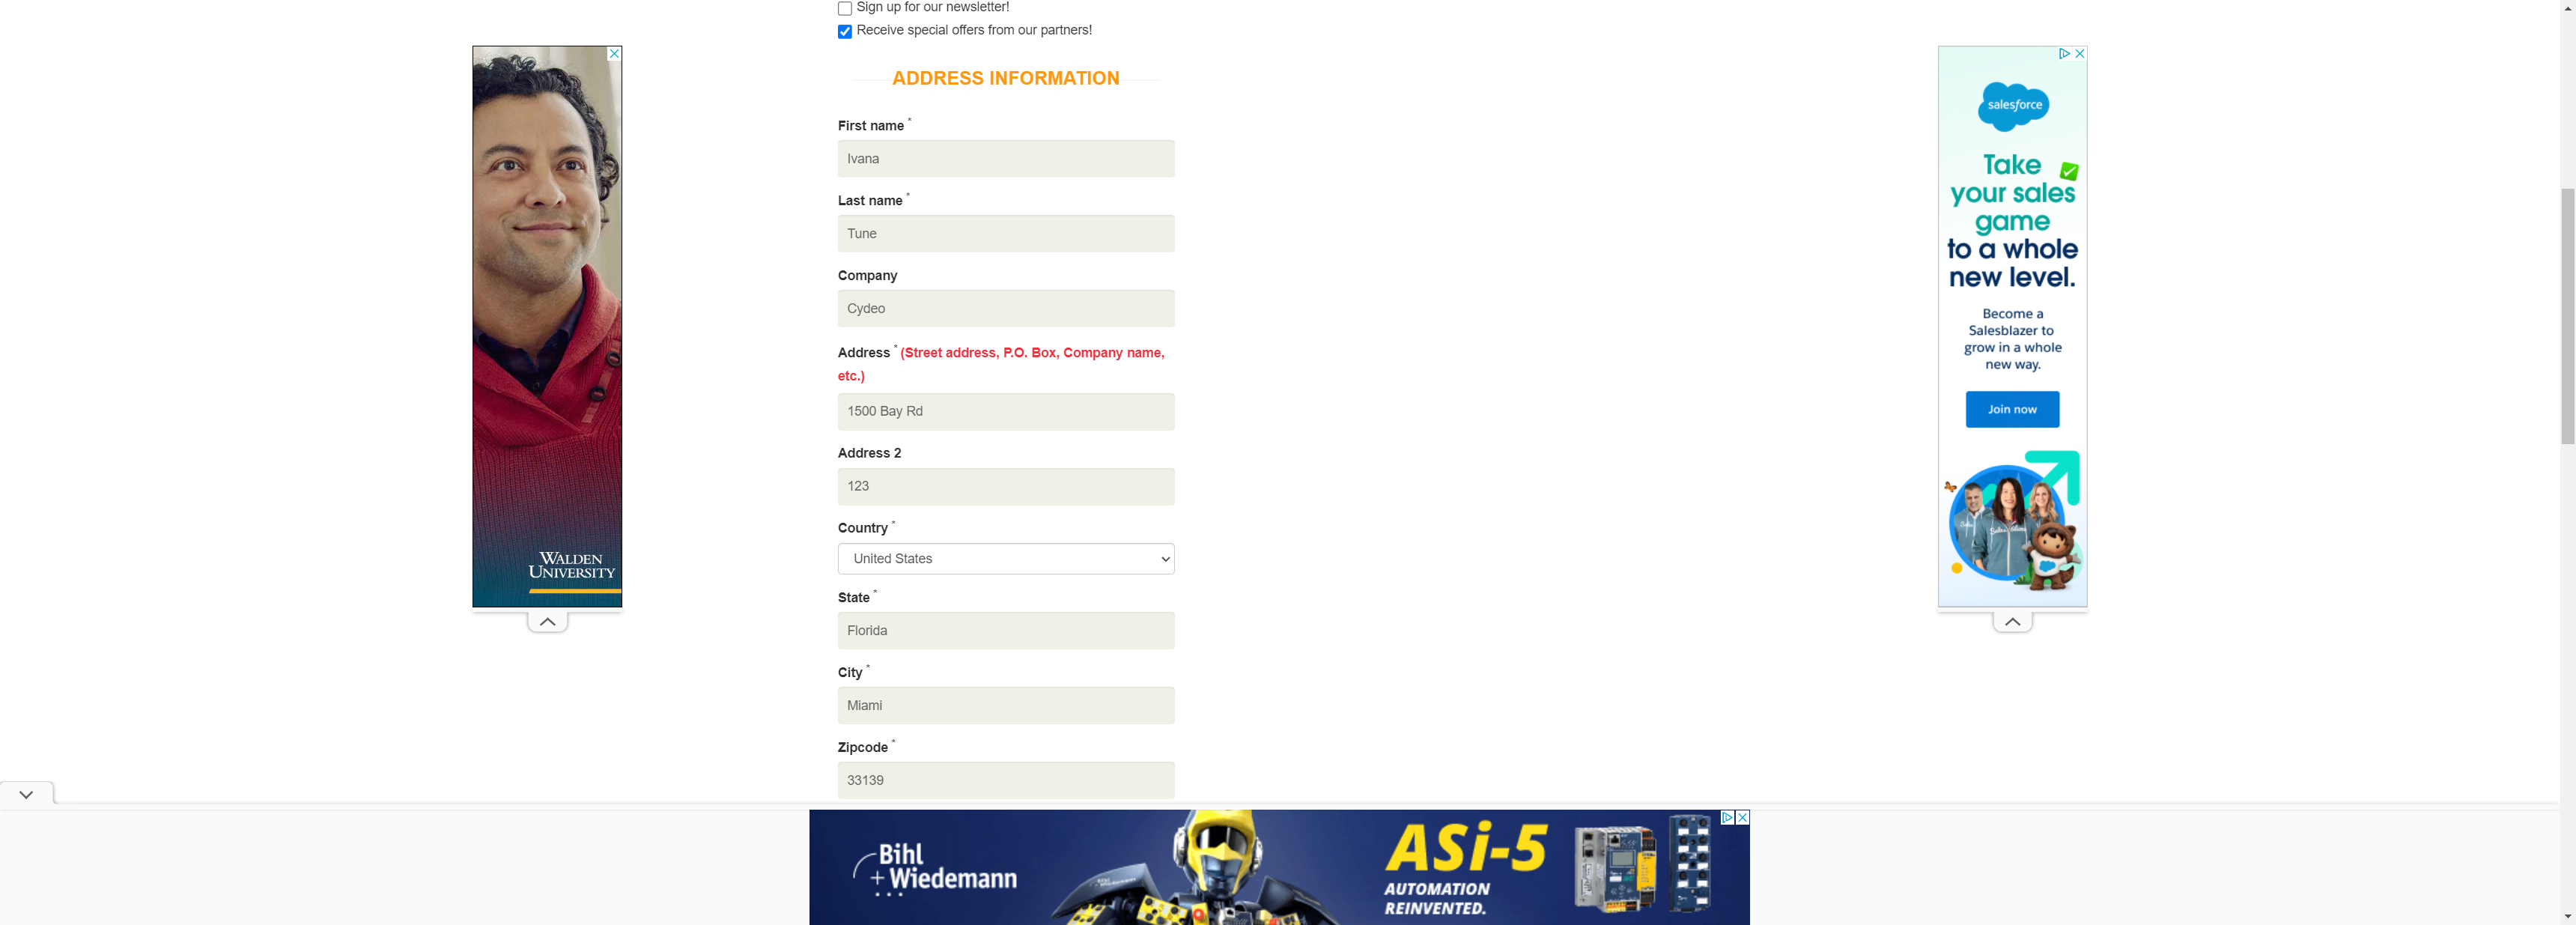 Sign up for our newsletter!
Receive special offers from our partners!
ADDRESS INFORMATION
First name *
Ivana
Last name *
Tune
Company
Cydeo
Address * (Street address, P.O. Box, Company name,
etc.)
1500 Bay Rd
Address 2
123
Country *
United States
State *
Florida
City *
Miami
Zipcode *
33139
WALDEN
UNIVERSITY
salesforce
Take
your sales
game
to a whole
new level.
Become a
Salesblazer to
grow in a whole
new way.
Join now
Bihl
+Wiedemann
ASi-5
AUTOMATION
REINVENTED.